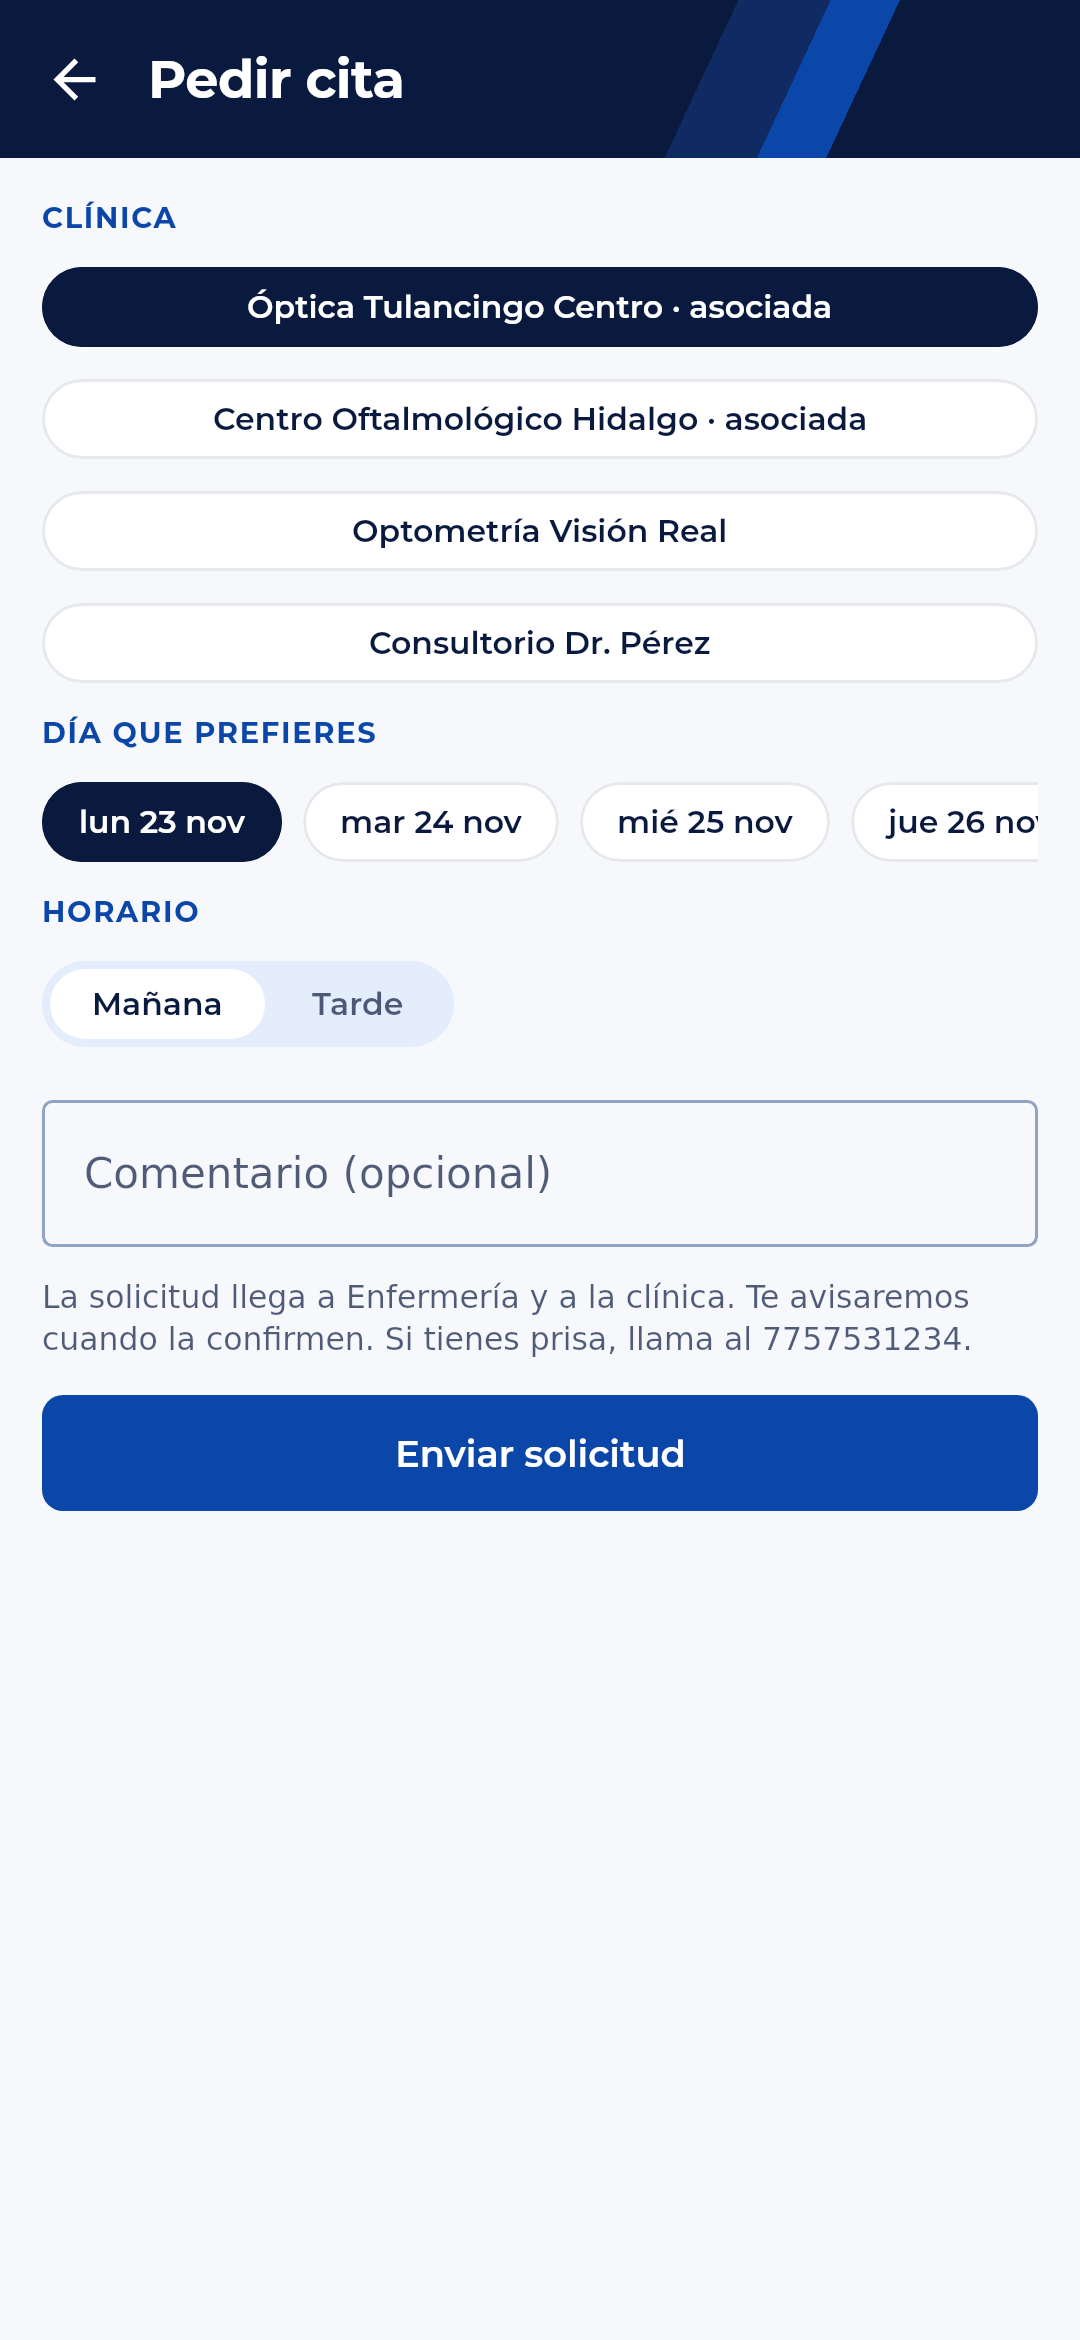 Pedir cita
CLÍNICA
Óptica Tulancingo Centro · asociada
Centro Oftalmológico Hidalgo · asociada
Optometría Visión Real
Consultorio Dr. Pérez
DÍA QUE PREFIERES
lun 23 nov
mar 24 nov
mié 25 nov
jue 26 nov
HORARIO
Mañana
Tarde
Comentario (opcional)
La solicitud llega a Enfermería y a la clínica. Te avisaremos
cuando la confirmen. Si tienes prisa, llama al 7757531234.
Enviar solicitud